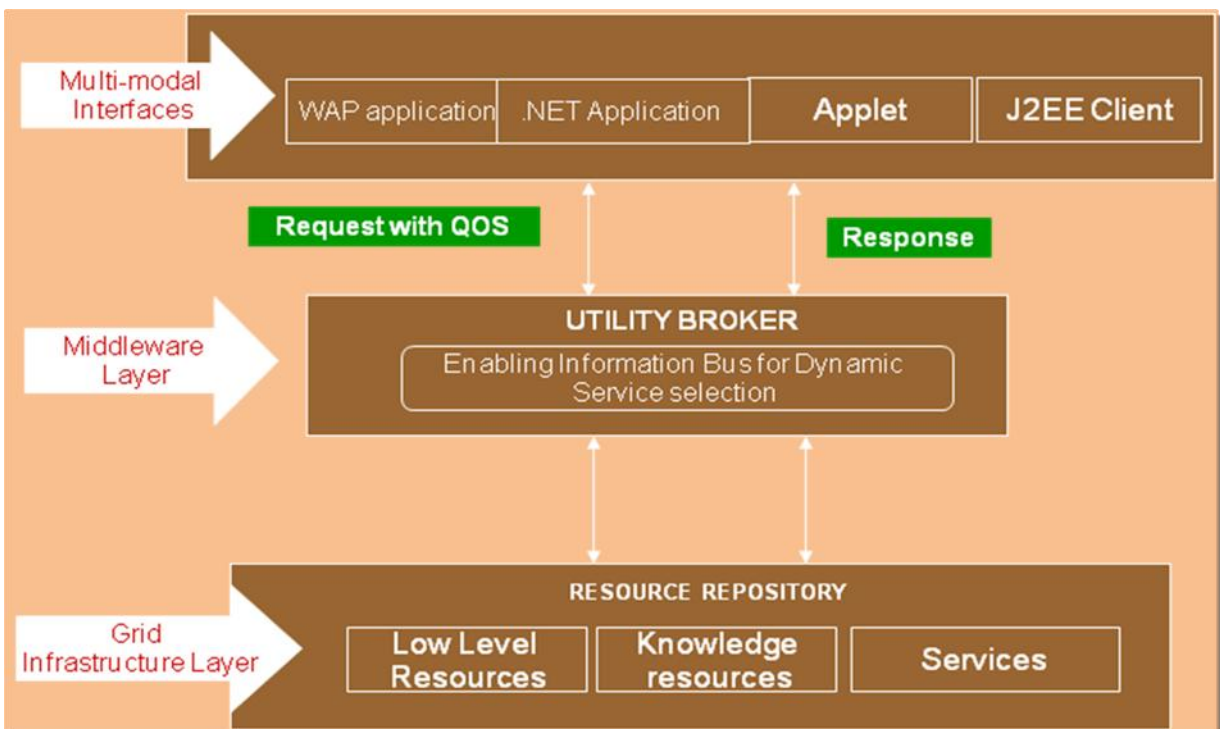 Multi-modal
Interfaces
WAP application
.NET Application
Applet
J2EE Client
Request with QOS
Response
Middleware
Layer
UTILITY BROKER
Enabling Information Bus for Dynamic
Service selection
Grid
Infrastructure Layer
RESOURCE REPOSITORY
Low Level
Resources
Knowledge
resources
Services